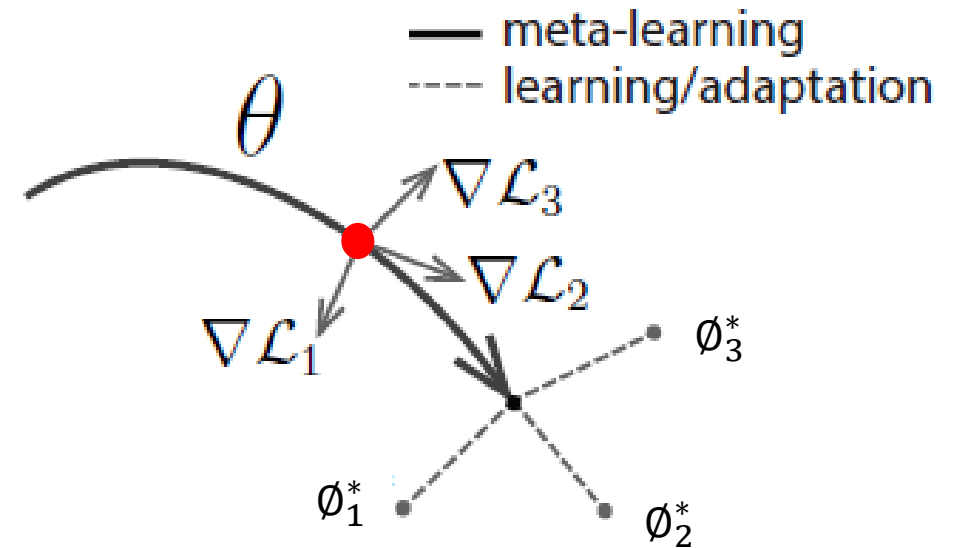 meta-learning
learning/adaptation
θ
∇ℒ₃
∇ℒ₂
∇ℒ₁
∅₃*
∅₁*
∅₂*